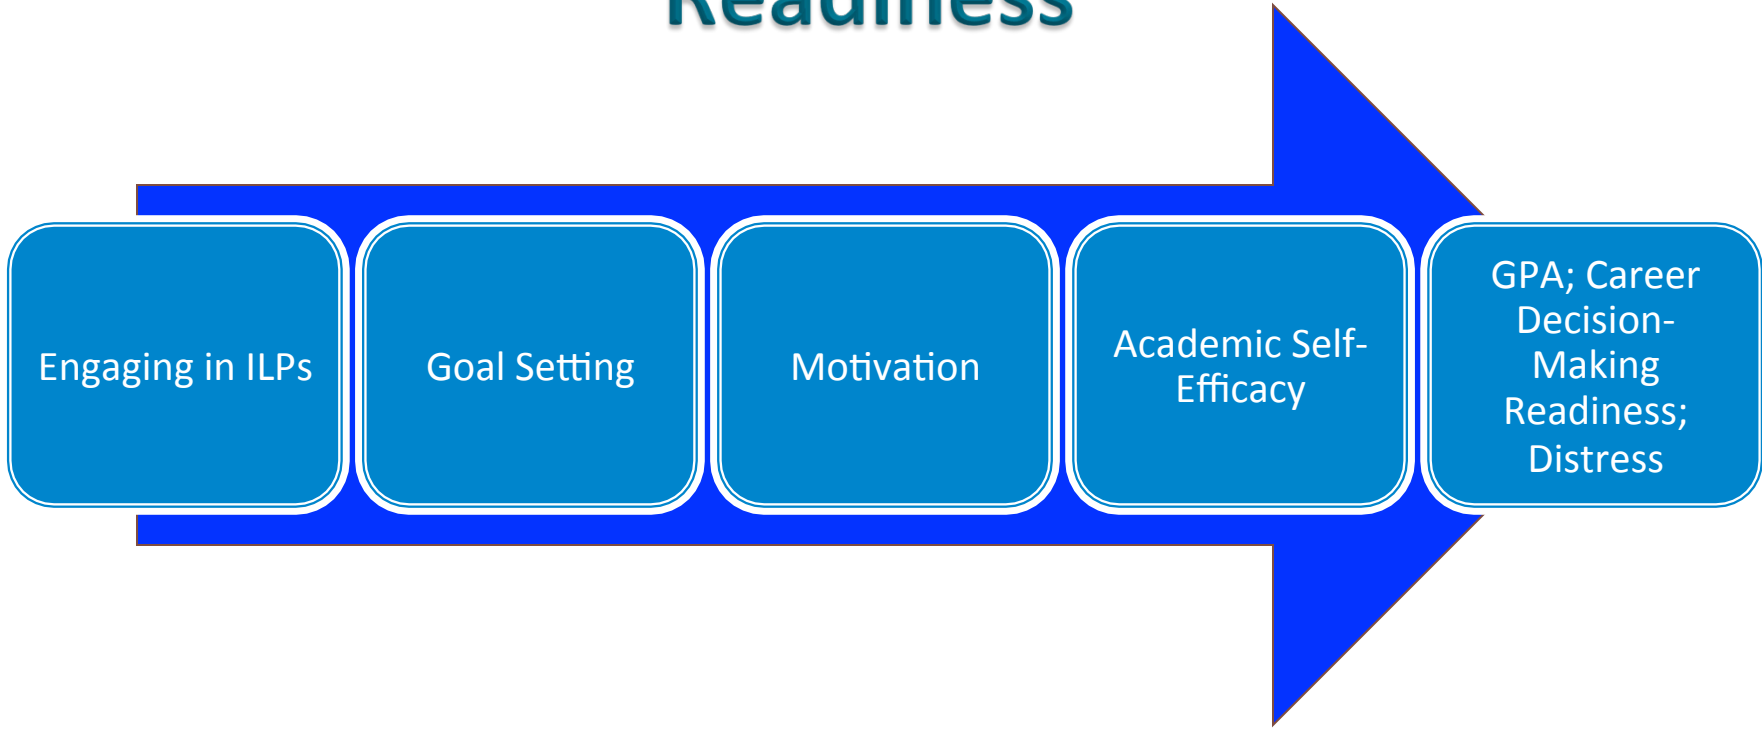 Readiness
Engaging in ILPs
Goal Setting
Motivation
Academic Self-
Efficacy
GPA; Career
Decision-
Making
Readiness;
Distress